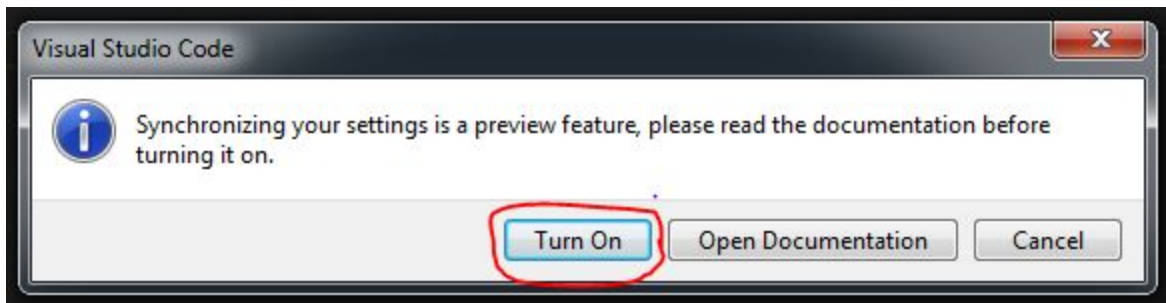 Visual Studio Code
Synchronizing your settings is a preview feature, please read the documentation before
turning it on.
Turn On
Open Documentation
Cancel